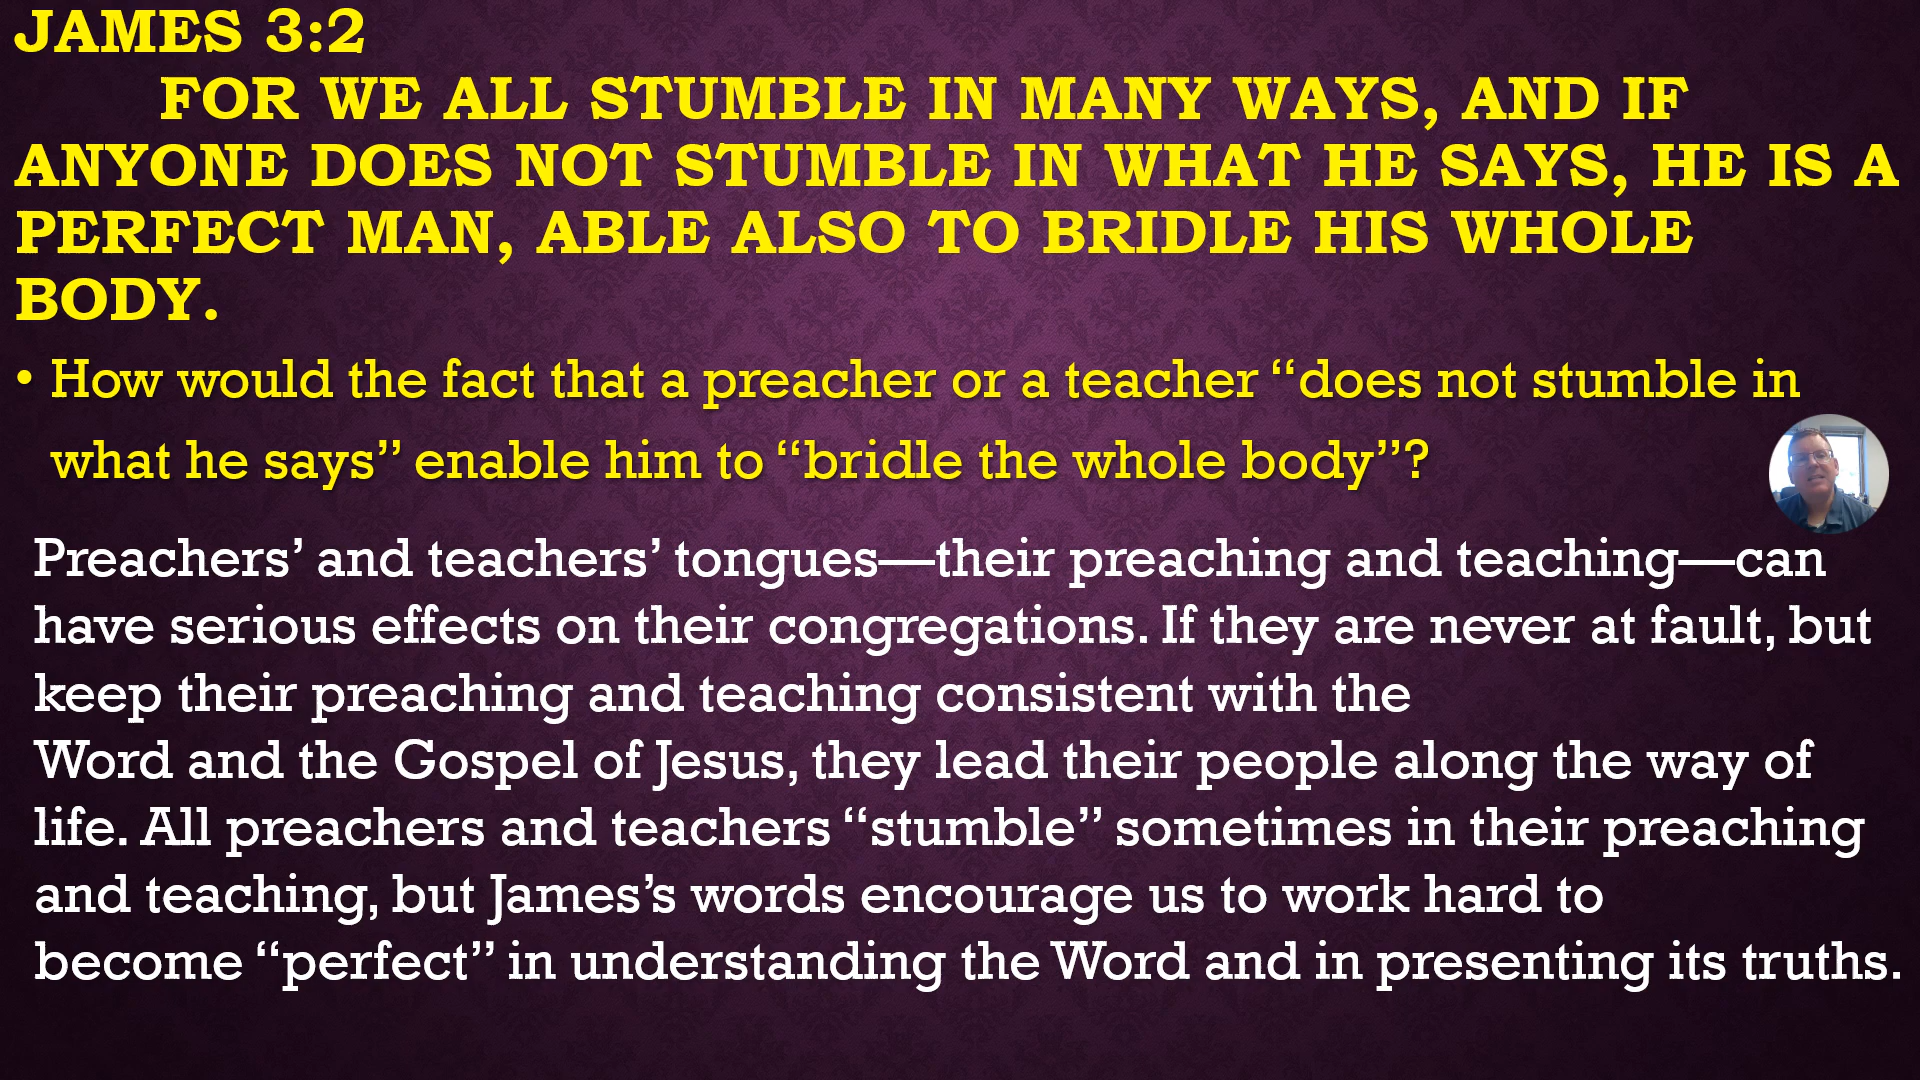 JAMES 3:2
FOR WE ALL STUMBLE IN MANY WAYS, AND IF
ANYONE DOES NOT STUMBLE IN WHAT HE SAYS, HE IS A
PERFECT MAN, ABLE ALSO TO BRIDLE HIS WHOLE
BODY.
• How would the fact that a preacher or a teacher “does not stumble in
what he says” enable him to “bridle the whole body”?
Preachers’ and teachers’ tongues—their preaching and teaching—can
have serious effects on their congregations. If they are never at fault, but
keep their preaching and teaching consistent with the
Word and the Gospel of Jesus, they lead their people along the way of
life. All preachers and teachers “stumble” sometimes in their preaching
and teaching, but James’s words encourage us to work hard to
become “perfect” in understanding the Word and in presenting its truths.